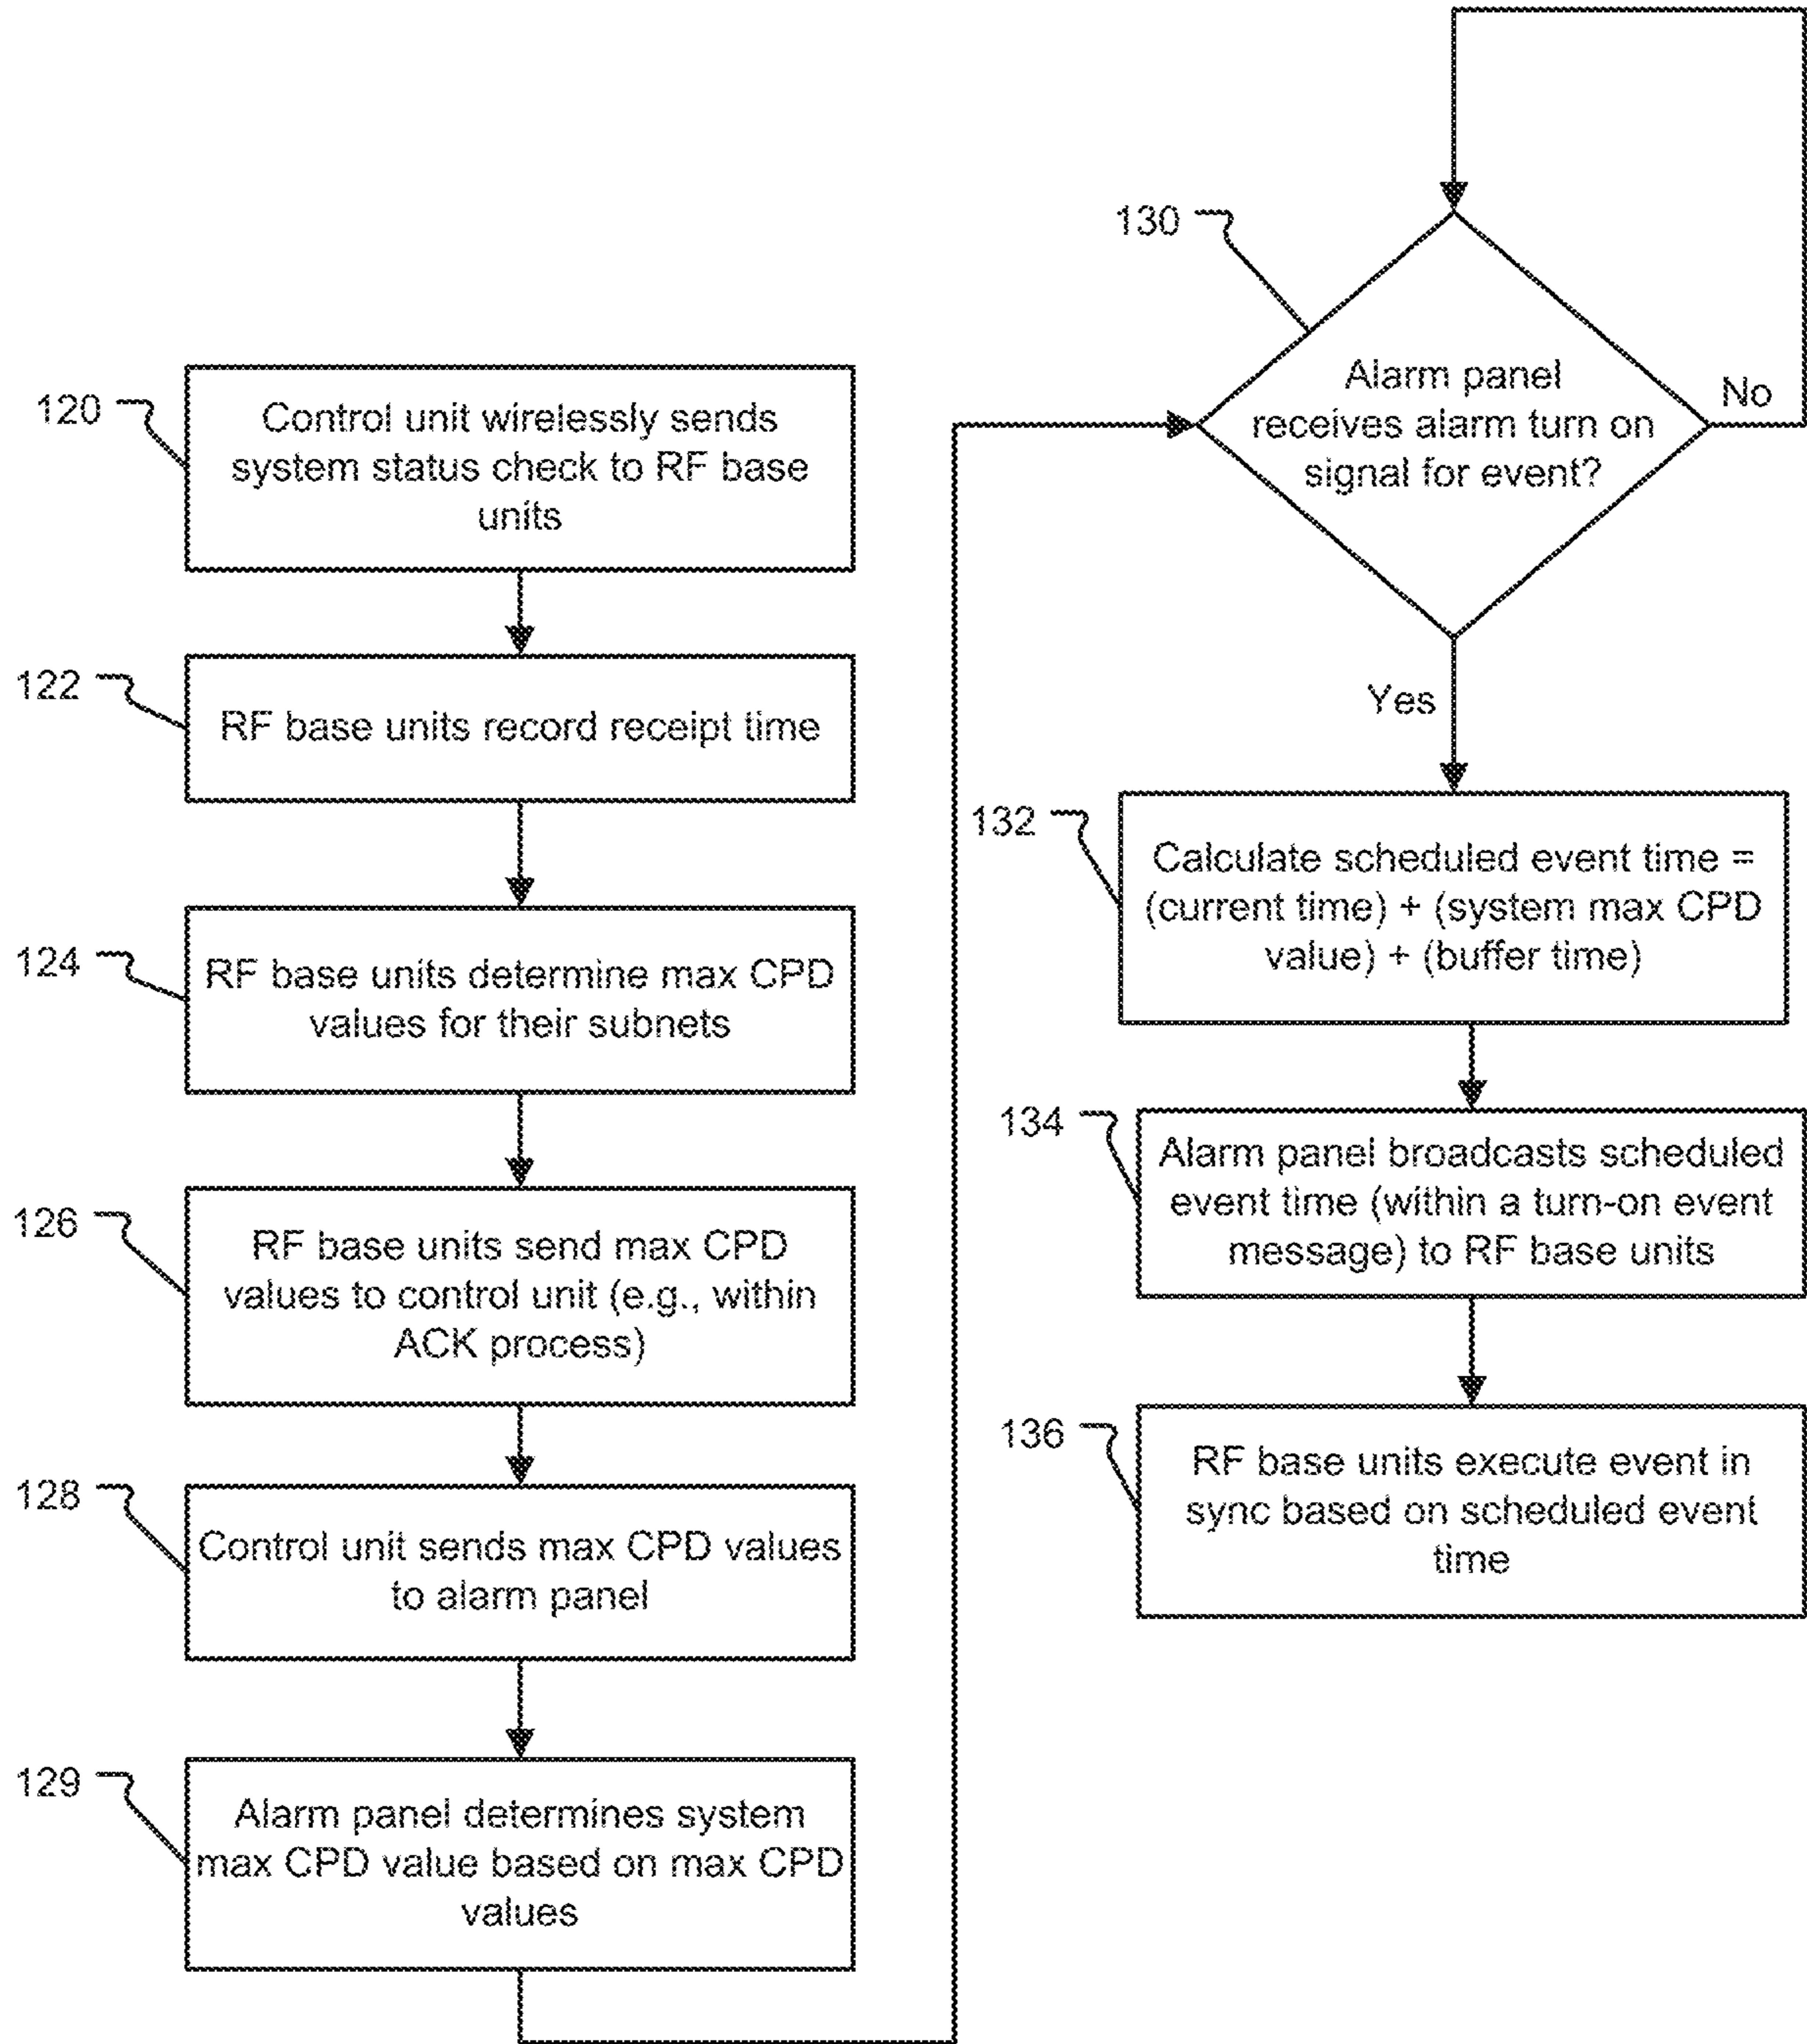 120
Control unit wirelessly sends
system status check to RF base
units
122
RF base units record receipt time
124
RF base units determine max CPD
values for their subnets
126
RF base units send max CPD
values to control unit (e.g., within
ACK process)
128
Control unit sends max CPD values
to alarm panel
129
Alarm panel determines system
max CPD value based on max CPD
values
130
Alarm panel
receives alarm turn on
signal for event?
No
Yes
132
Calculate scheduled event time =
(current time) + (system max CPD
value) + (buffer time)
134
Alarm panel broadcasts scheduled
event time (within a turn-on event
message) to RF base units
136
RF base units execute event in
sync based on scheduled event
time